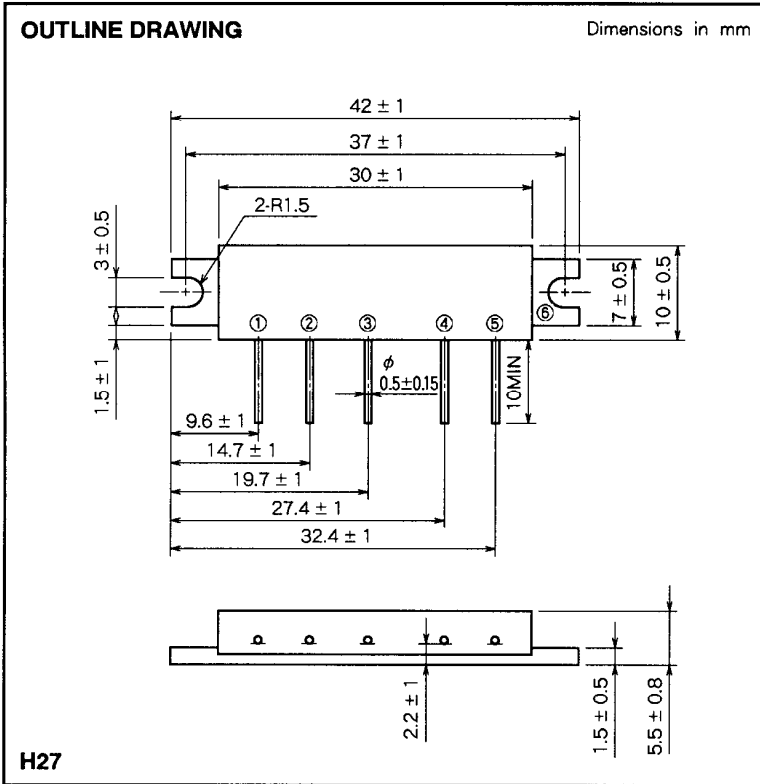 OUTLINE DRAWING
Dimensions in mm
42 ± 1
37 ± 1
30 ± 1
2-R1.5
3 ± 0.5
1.5 ± 1
① ② ③ ④ ⑤
⑥
7 ± 0.5
10 ± 0.5
ϕ
0.5±0.15
10MIN
9.6 ± 1
14.7 ± 1
19.7 ± 1
27.4 ± 1
32.4 ± 1
2.2 ± 1
1.5 ± 0.5
5.5 ± 0.8
H27